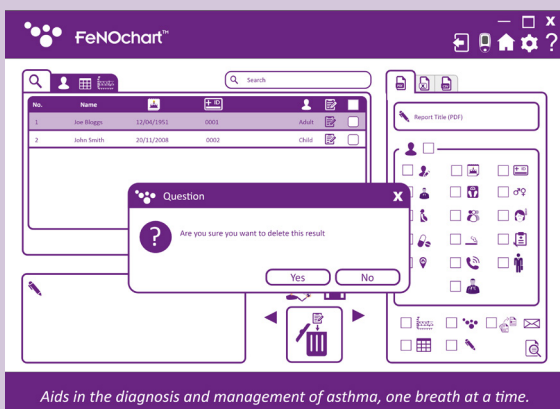 FeNOchart™
Search
No. Name + ID
1 Joe Bloggs 12/04/1951 0001 Adult
2 John Smith 20/11/2008 0002 Child
Report Title (PDF)
Question
Are you sure you want to delete this result
Yes No
Aids in the diagnosis and management of asthma, one breath at a time.